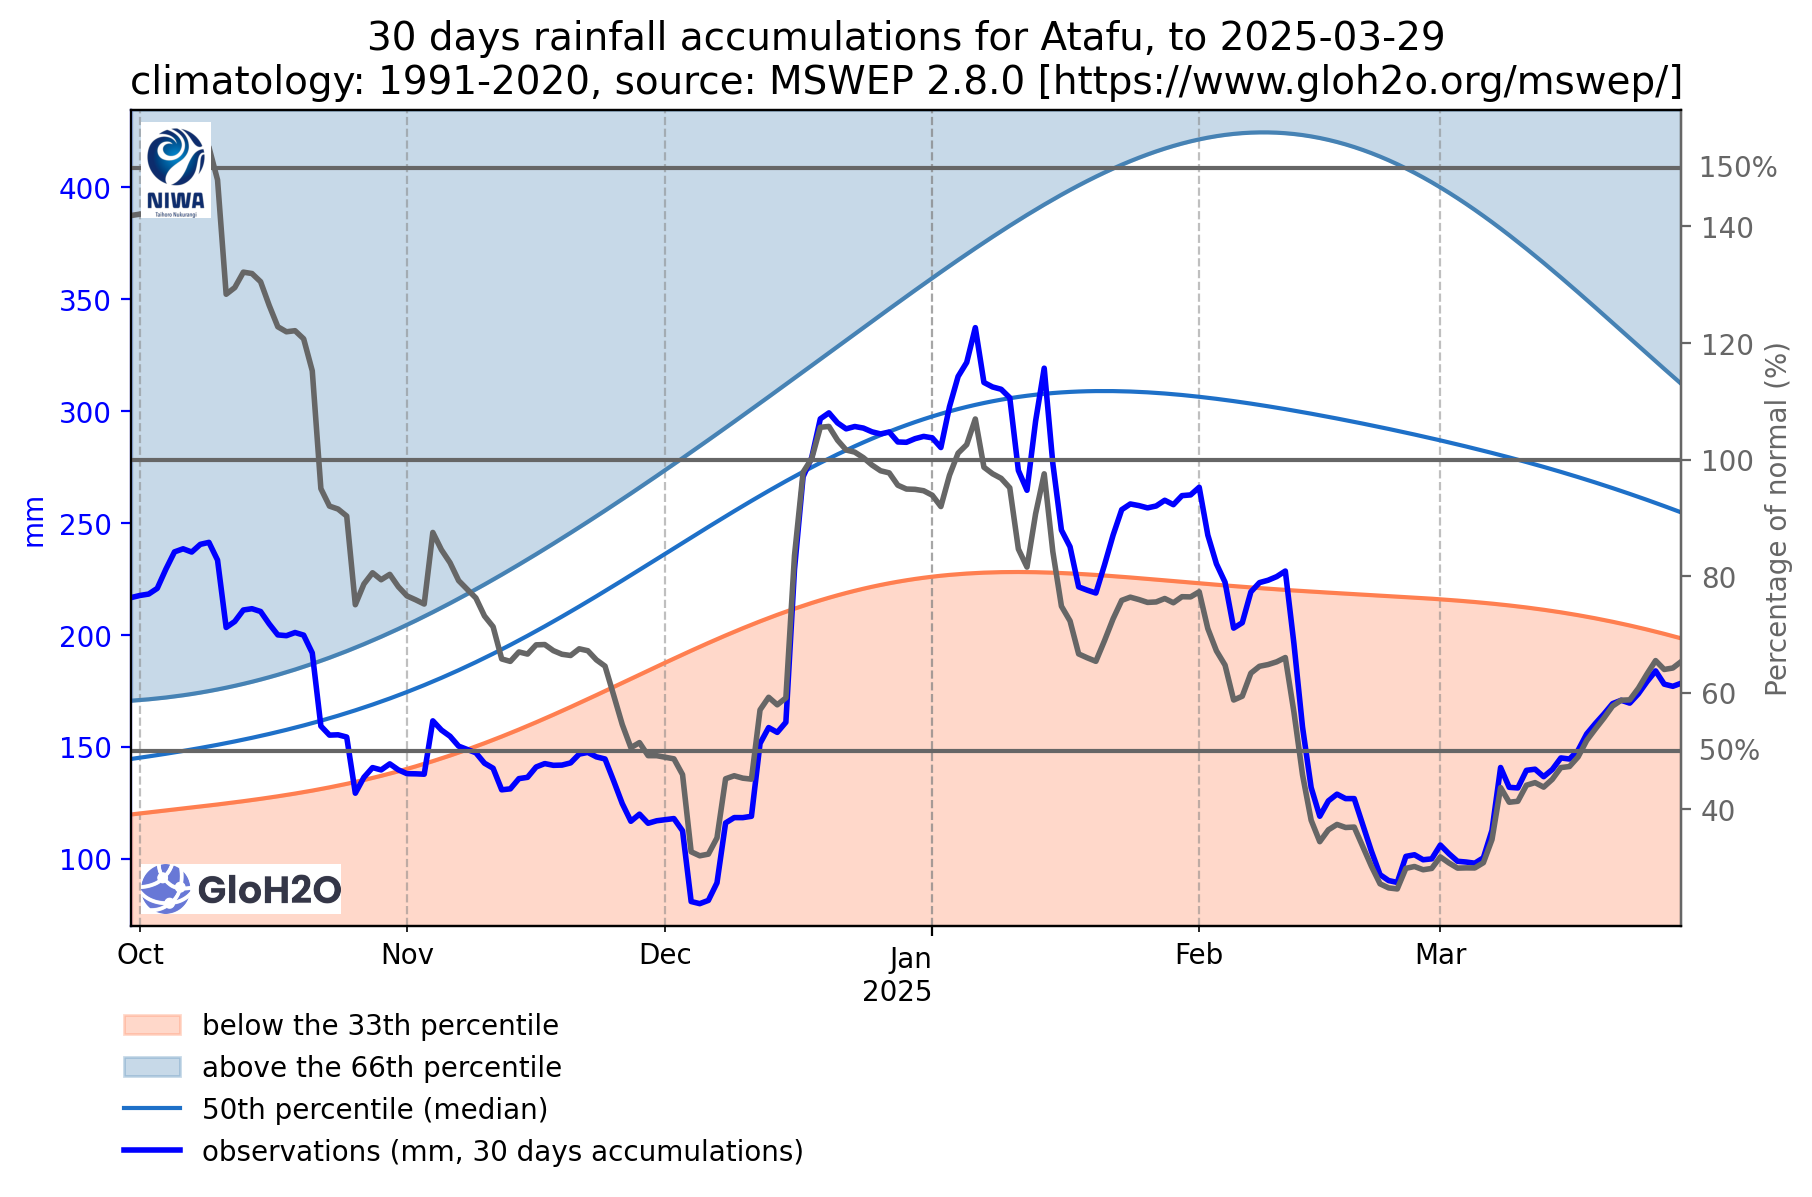 30 days rainfall accumulations for Atafu, to 2025-03-29
climatology: 1991-2020, source: MSWEP 2.8.0 [https://www.gloh2o.org/mswep/]
NIWA
Taihoro Nukurangi
400
350
300
250
200
150
100
mm
150%
140
120
100
80
60
50%
40
Percentage of normal (%)
GloH2O
Oct
Nov
Dec
Jan
2025
Feb
Mar
below the 33th percentile
above the 66th percentile
50th percentile (median)
observations (mm, 30 days accumulations)